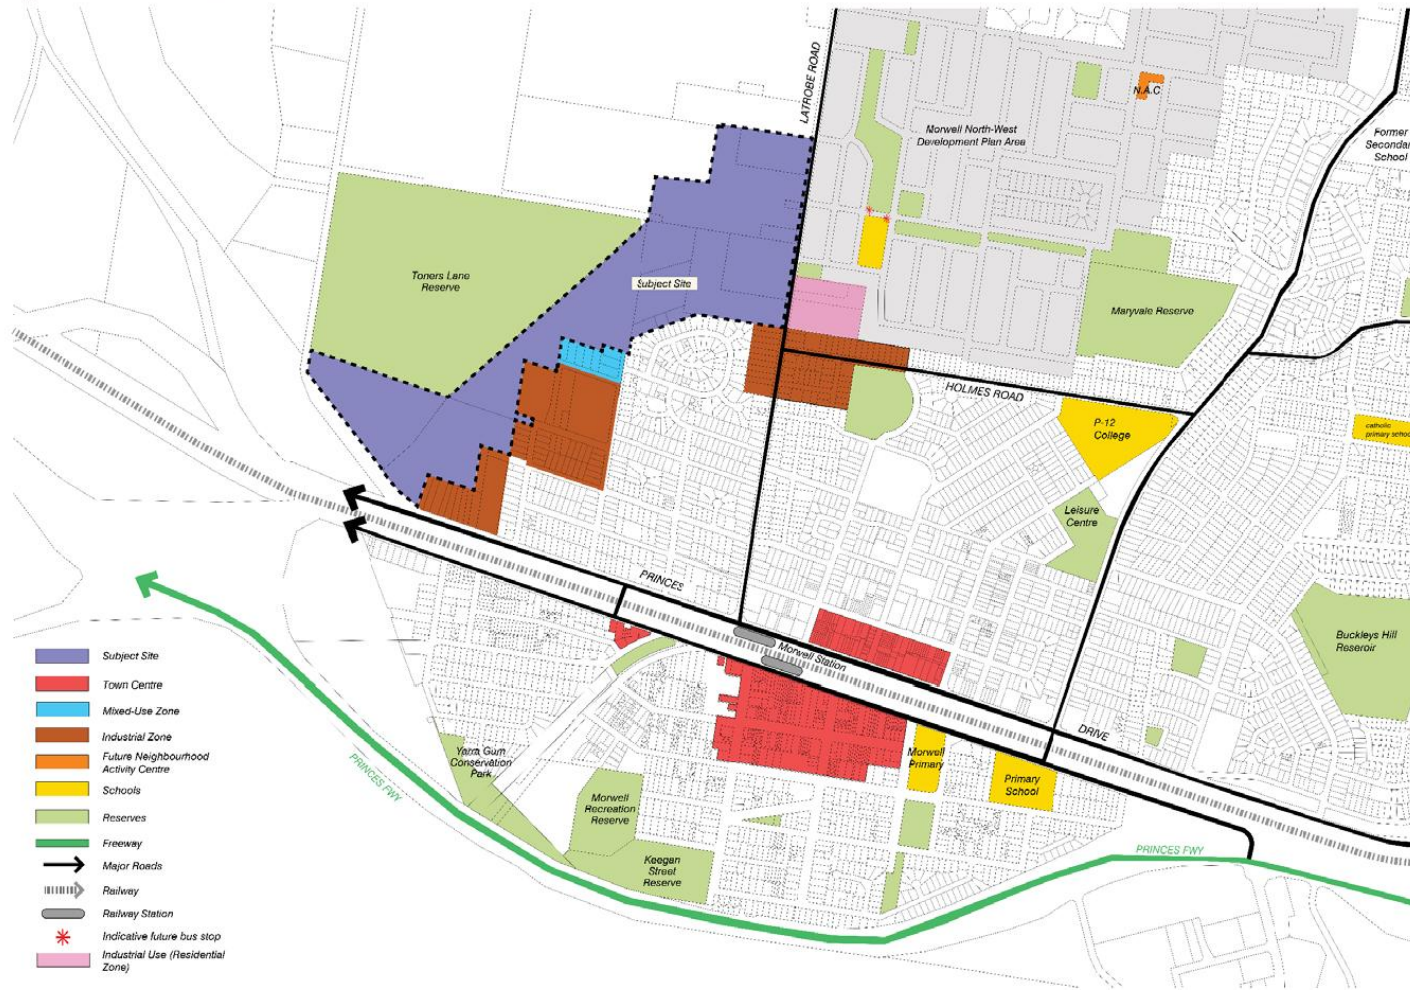 LATROBE ROAD
N.A.C.
Morwell North-West
Development Plan Area
Former
Secondary
School
Toners Lane
Reserve
Subject Site
Maryvale Reserve
HOLMES ROAD
P-12
College
catholic
primary school
Leisure
Centre
PRINCES
Morwell Station
Buckleys Hill
Reseroir
DRIVE
Yarra Gum
Conservation
Park
Morwell
Primary
Primary
School
Morwell
Recreation
Reserve
Keegan
Street
Reserve
PRINCES FWY
PRINCES FWY
Subject Site
Town Centre
Mixed-Use Zone
Industrial Zone
Future Neighbourhood
Activity Centre
Schools
Reserves
Freeway
Major Roads
Railway
Railway Station
Indicative future bus stop
Industrial Use (Residential
Zone)